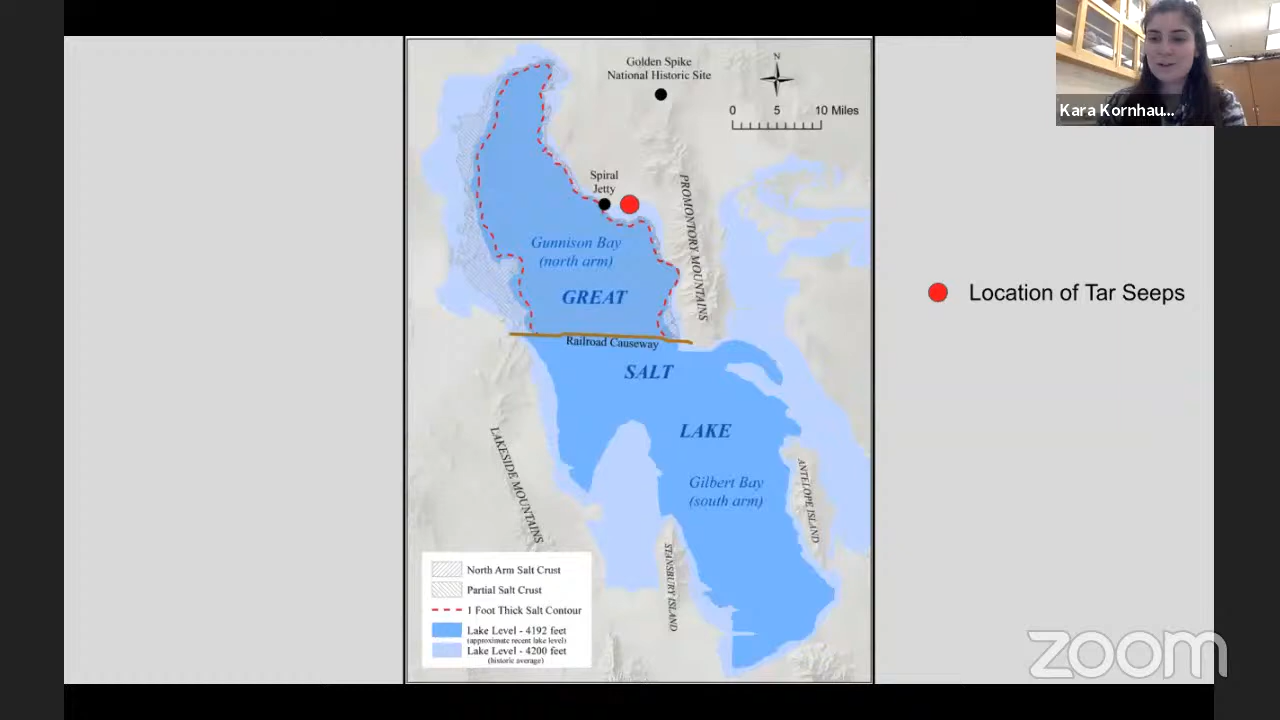 Kara Kornhau...
Golden Spike
National Historic Site
N
0 5 10 Miles
Spiral
Jetty
PROMONTORY MOUNTAINS
Gunnison Bay
(north arm)
GREAT
Location of Tar Seeps
Railroad Causeway
SALT
LAKE
LAKESIDE MOUNTAINS
Gilbert Bay
(south arm)
ANTELOPE ISLAND
STANSBURY ISLAND
North Arm Salt Crust
Partial Salt Crust
1 Foot Thick Salt Contour
Lake Level - 4192 feet
(approximate recent lake level)
Lake Level - 4200 feet
(historic average)
zoom